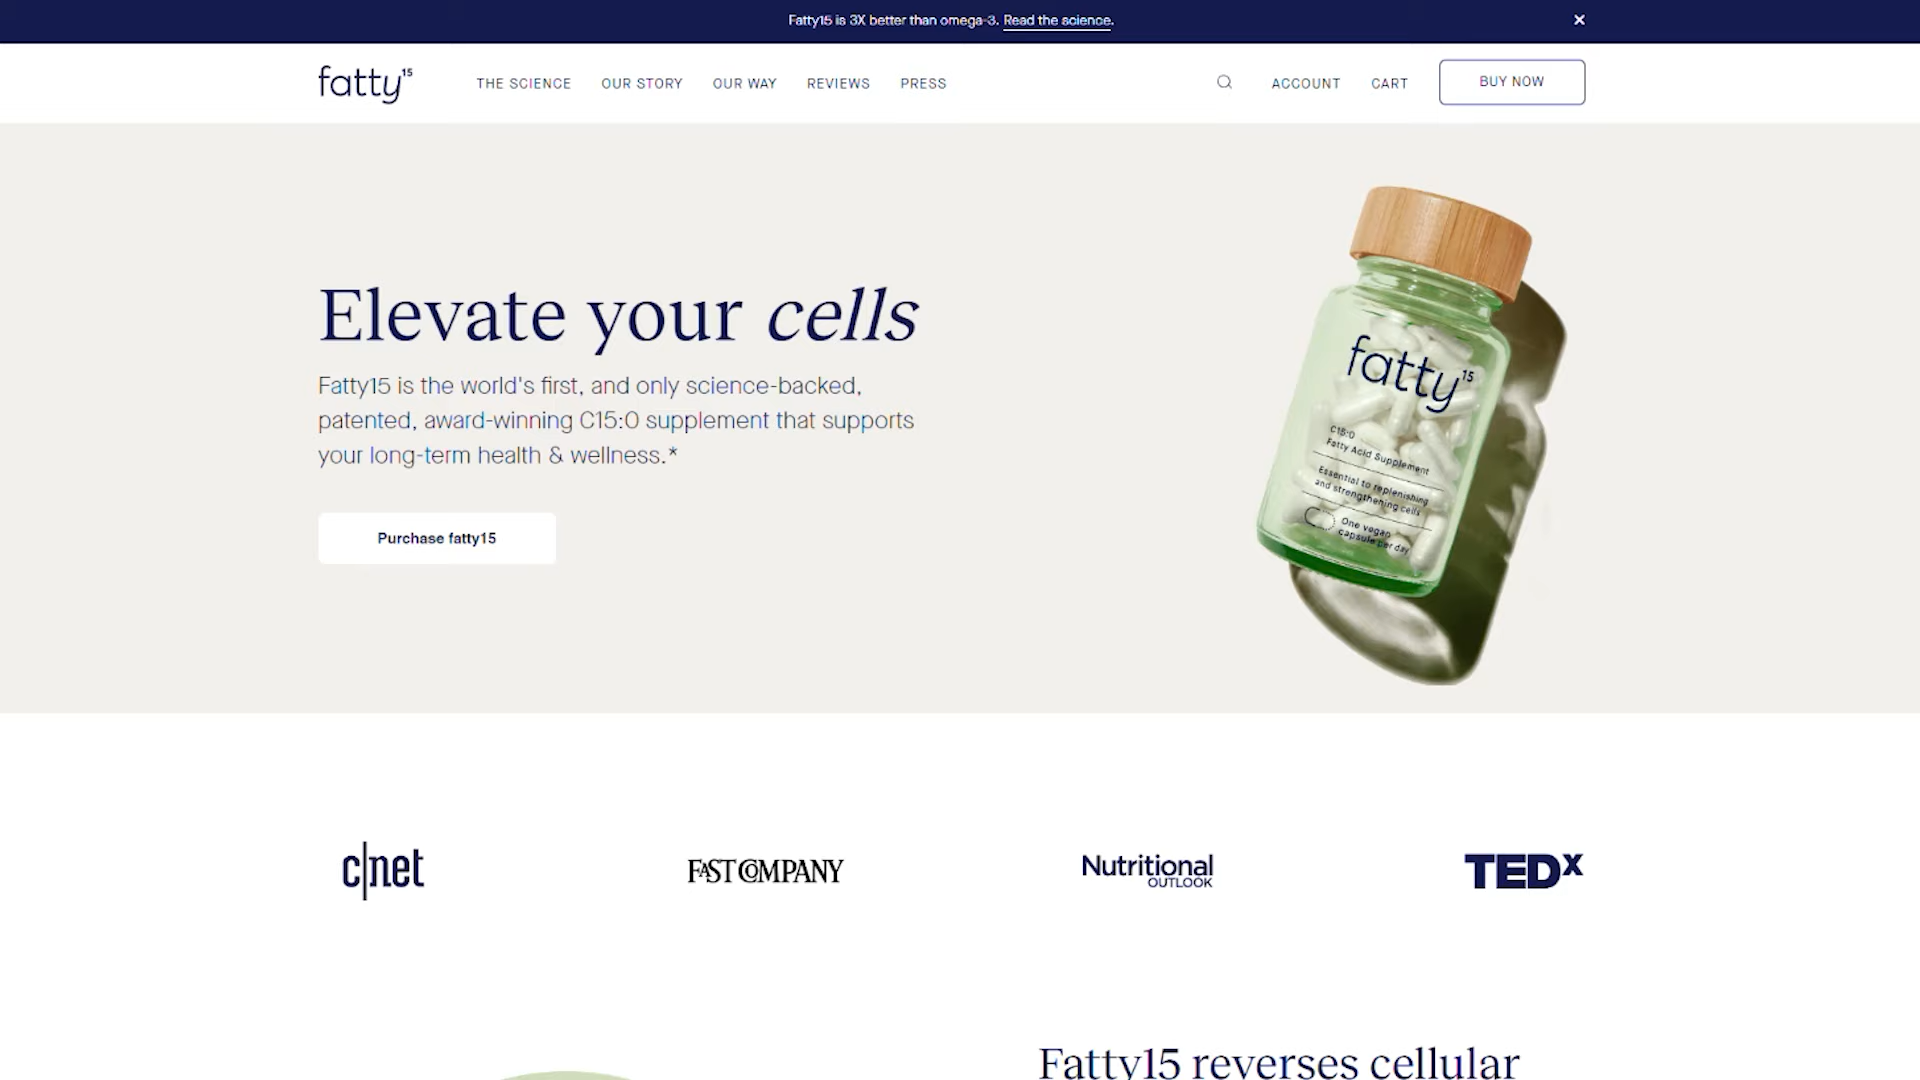 Fatty15 is 3X better than omega-3. Read the science.
fatty15
THE SCIENCE
OUR STORY
OUR WAY
REVIEWS
PRESS
ACCOUNT
CART
BUY NOW
Elevate your cells
Fatty15 is the world's first, and only science-backed,
patented, award-winning C15:0 supplement that supports
your long-term health & wellness.*
Purchase fatty15
fatty15
C15:0
Fatty Acid Supplement
Essential to replenishing
and strengthening cells
One vegan
capsule per day
c|net
FAST COMPANY
Nutritional
OUTLOOK
TEDx
Fatty15 reverses cellular